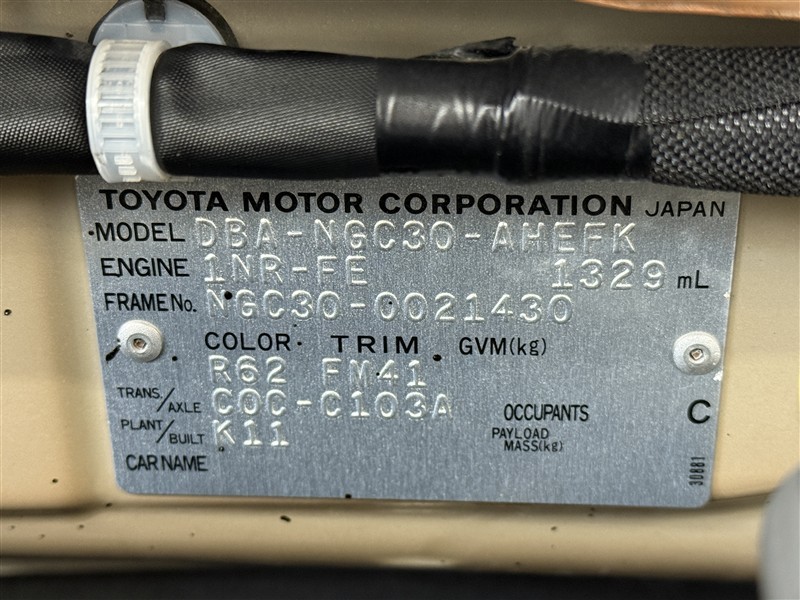 TOYOTA MOTOR CORPORATION JAPAN
MODEL DBA-NGC30-AHEFK
ENGINE 1NR-FE 1329 mL
FRAME No. NGC30-0021430
COLOR TRIM GVM(kg)
R62 FM41
TRANS./AXLE C0C-C103A
OCCUPANTS C
PLANT/BUILT K11
PAYLOAD MASS(kg)
CAR NAME
30881